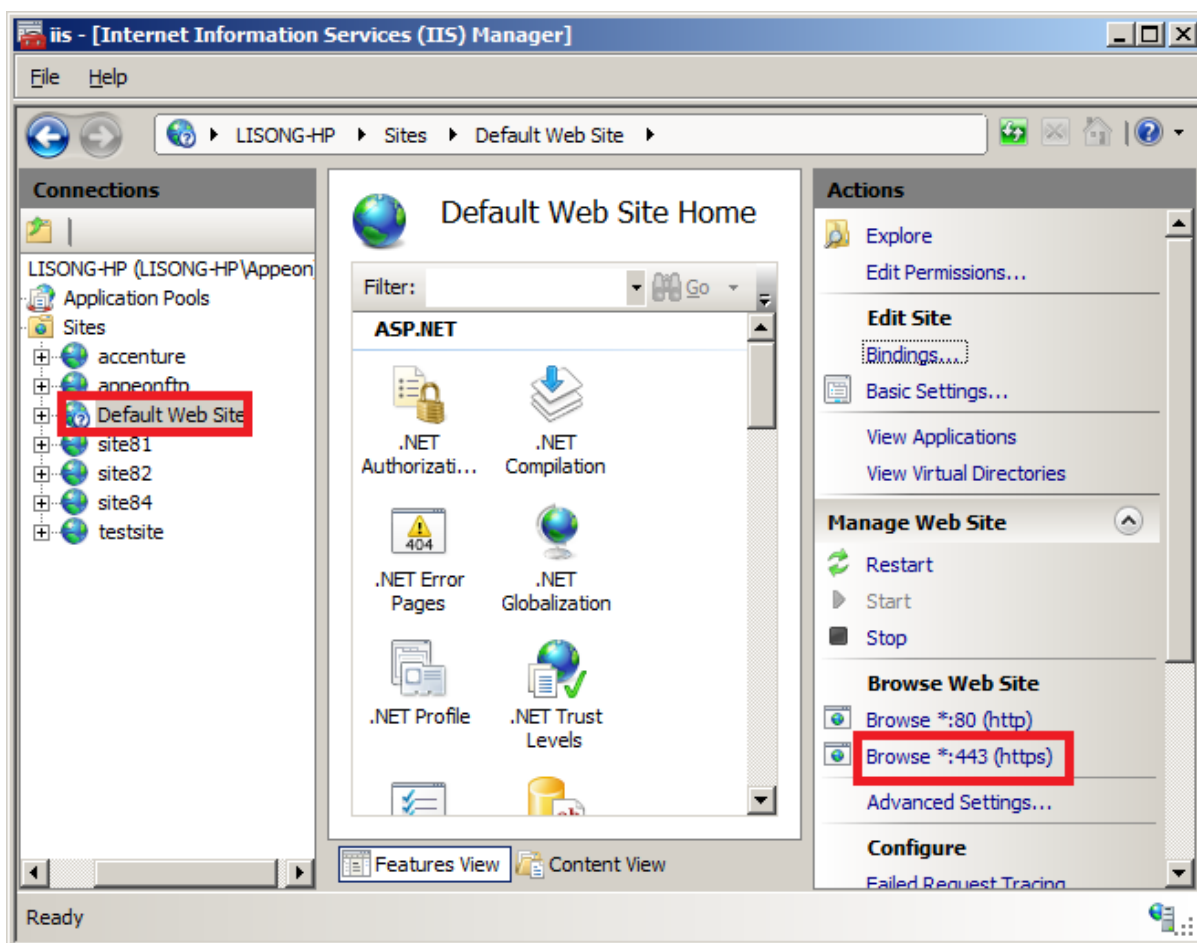 iis - [Internet Information Services (IIS) Manager]
File Help
LISONG-HP Sites Default Web Site
Connections
LISONG-HP (LISONG-HP\Appeon
Application Pools
Sites
accenture
appeonftp
Default Web Site
site81
site82
site84
testsite
Default Web Site Home
Filter: Go
ASP.NET
.NET Authorizati...
.NET Compilation
404
.NET Error Pages
.NET Globalization
.NET Profile
.NET Trust Levels
ab
Features View Content View
Actions
Explore
Edit Permissions...
Edit Site
Bindings...
Basic Settings...
View Applications
View Virtual Directories
Manage Web Site
Restart
Start
Stop
Browse Web Site
Browse *:80 (http)
Browse *:443 (https)
Advanced Settings...
Configure
Failed Request Tracing
Ready